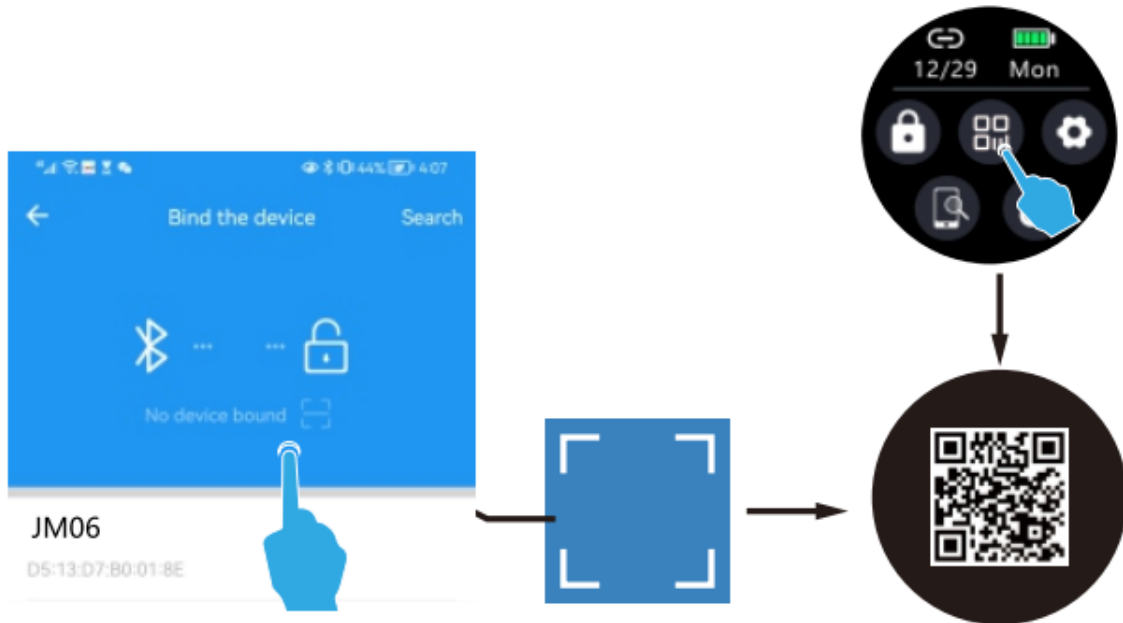 12/29 Mon
44% 4:07
Bind the device Search
No device bound
JM06
D5:13:D7:B0:01:8E